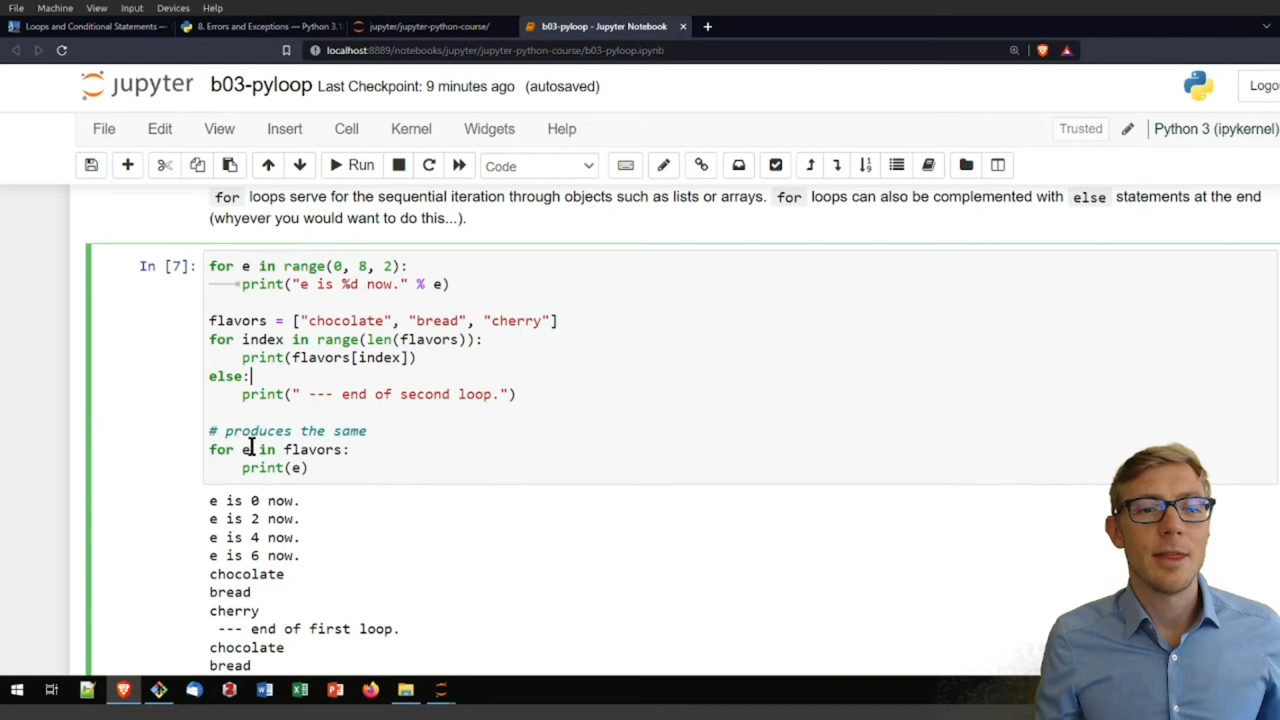 File Machine View Input Devices Help
Loops and Conditional Statements — 8. Errors and Exceptions — Python 3.1 jupyter/jupyter-python-course/ b03-pyloop - Jupyter Notebook
localhost:8889/notebooks/jupyter/jupyter-python-course/b03-pyloop.ipynb
jupyter b03-pyloop Last Checkpoint: 9 minutes ago (autosaved) Logo
File Edit View Insert Cell Kernel Widgets Help Trusted Python 3 (ipykernel)
Run Code
for loops serve for the sequential iteration through objects such as lists or arrays. for loops can also be complemented with else statements at the end
(whyever you would want to do this...).
In [7]: for e in range(0, 8, 2):
print("e is %d now." % e)
flavors = ["chocolate", "bread", "cherry"]
for index in range(len(flavors)):
print(flavors[index])
else:
print(" --- end of second loop.")
# produces the same
for e in flavors:
print(e)
e is 0 now.
e is 2 now.
e is 4 now.
e is 6 now.
chocolate
bread
cherry
--- end of first loop.
chocolate
bread